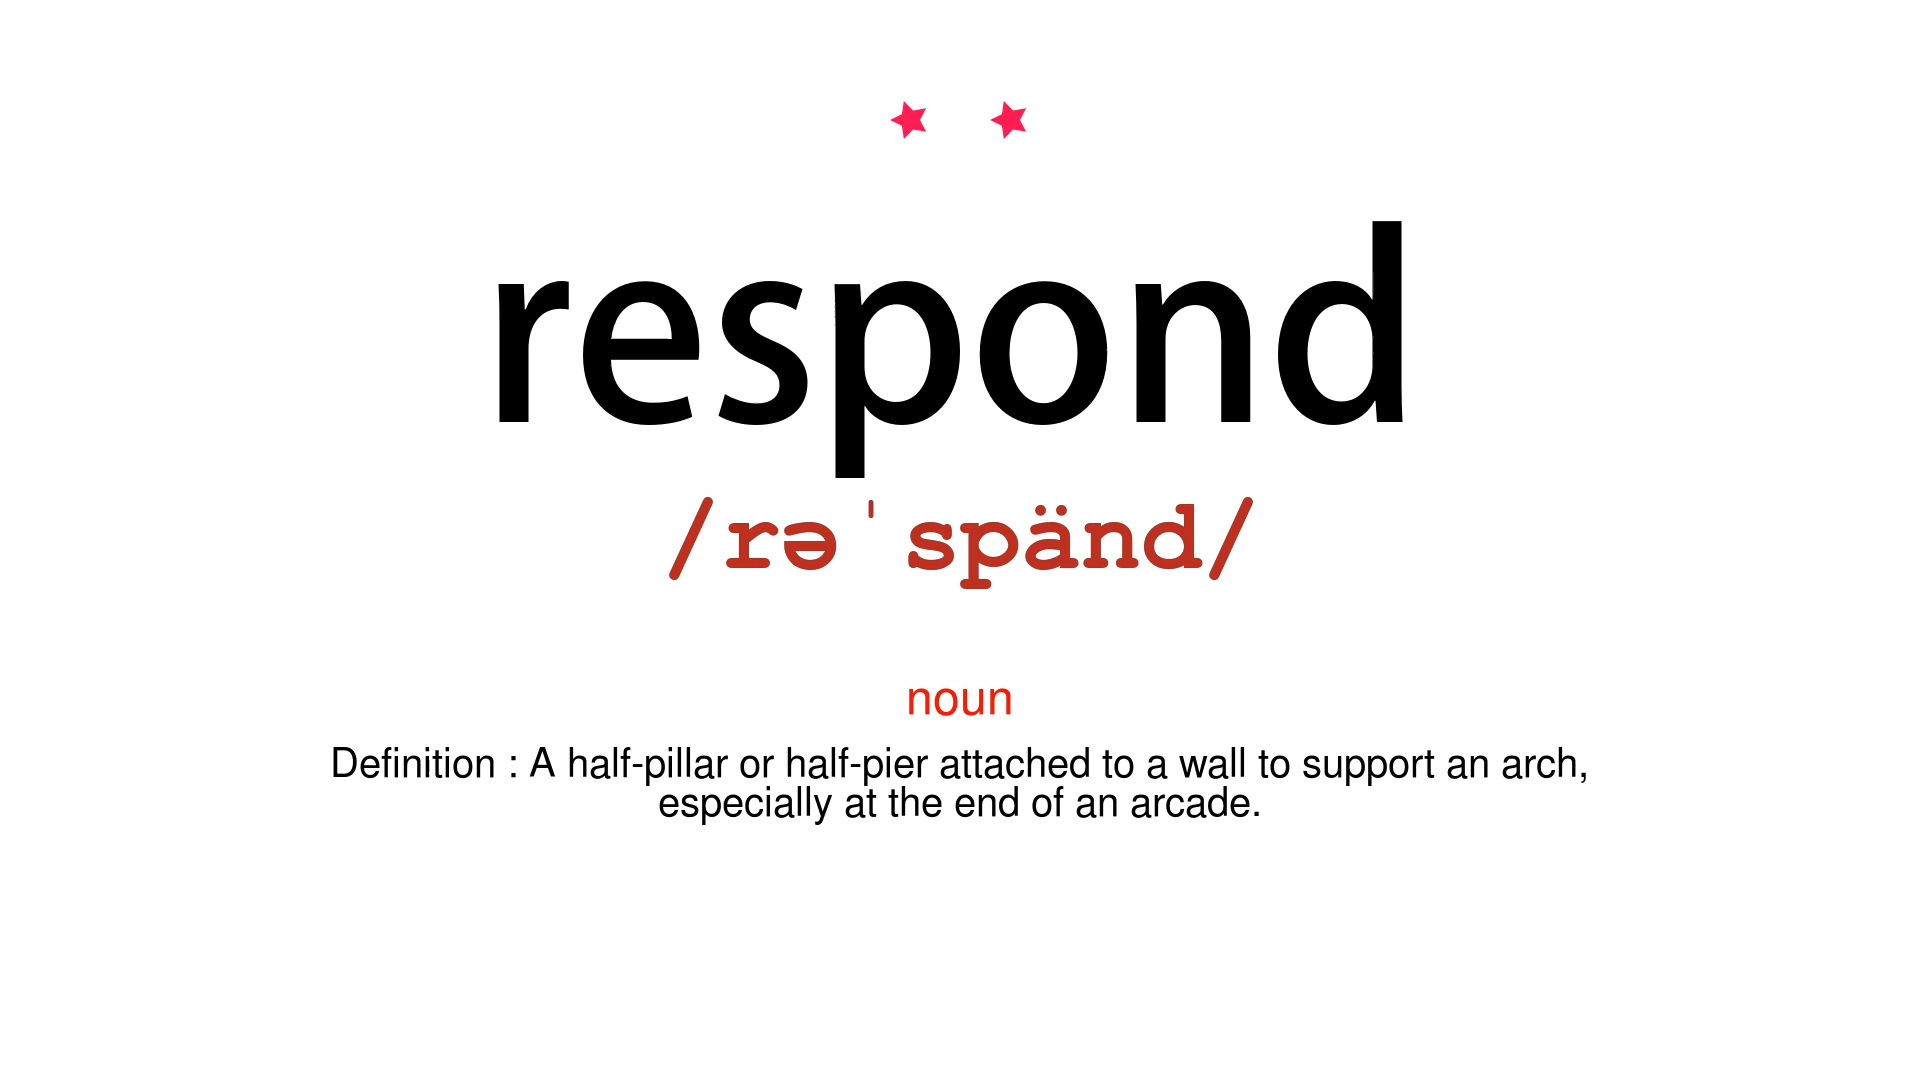 respond
/rəˈspänd/
noun
Definition : A half-pillar or half-pier attached to a wall to support an arch,
especially at the end of an arcade.